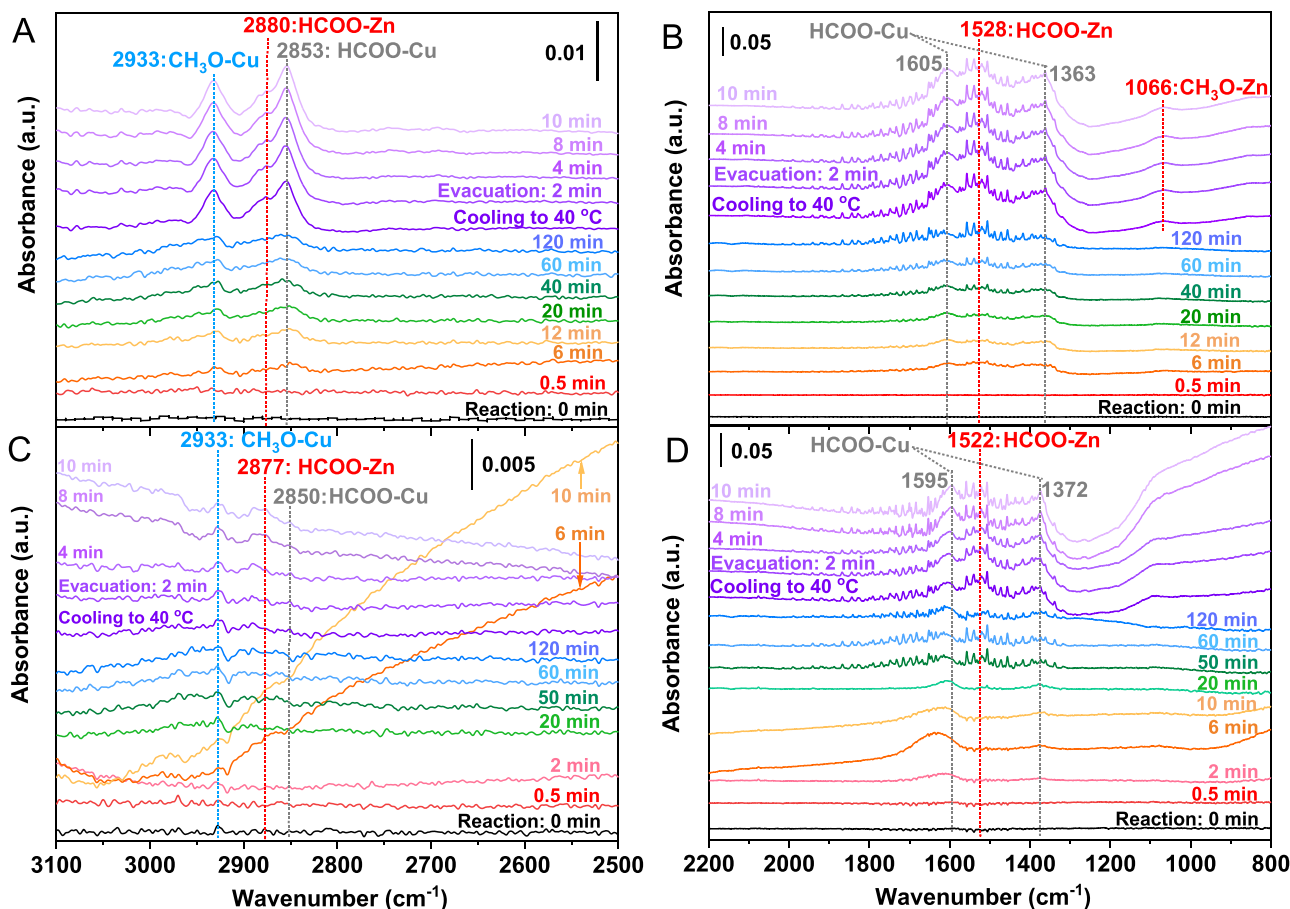 A
2880:HCOO-Zn
2853: HCOO-Cu
2933:CH₃O-Cu
0.01
10 min
8 min
4 min
Evacuation: 2 min
Cooling to 40 °C
120 min
60 min
40 min
20 min
12 min
6 min
0.5 min
Reaction: 0 min
Absorbance (a.u.)
B
0.05
HCOO-Cu
1528:HCOO-Zn
1605
1363
1066:CH₃O-Zn
10 min
8 min
4 min
Evacuation: 2 min
Cooling to 40 °C
120 min
60 min
40 min
20 min
12 min
6 min
0.5 min
Reaction: 0 min
Absorbance (a.u.)
C
2933: CH₃O-Cu
2877: HCOO-Zn
2850:HCOO-Cu
0.005
10 min
8 min
4 min
Evacuation: 2 min
Cooling to 40 °C
10 min
6 min
120 min
60 min
50 min
20 min
2 min
0.5 min
Reaction: 0 min
Absorbance (a.u.)
3100 3000 2900 2800 2700 2600 2500
Wavenumber (cm⁻¹)
D
0.05
HCOO-Cu
1522:HCOO-Zn
1595
1372
10 min
8 min
4 min
Evacuation: 2 min
Cooling to 40 °C
120 min
60 min
50 min
20 min
10 min
6 min
2 min
0.5 min
Reaction: 0 min
Absorbance (a.u.)
2200 2000 1800 1600 1400 1200 1000 800
Wavenumber (cm⁻¹)